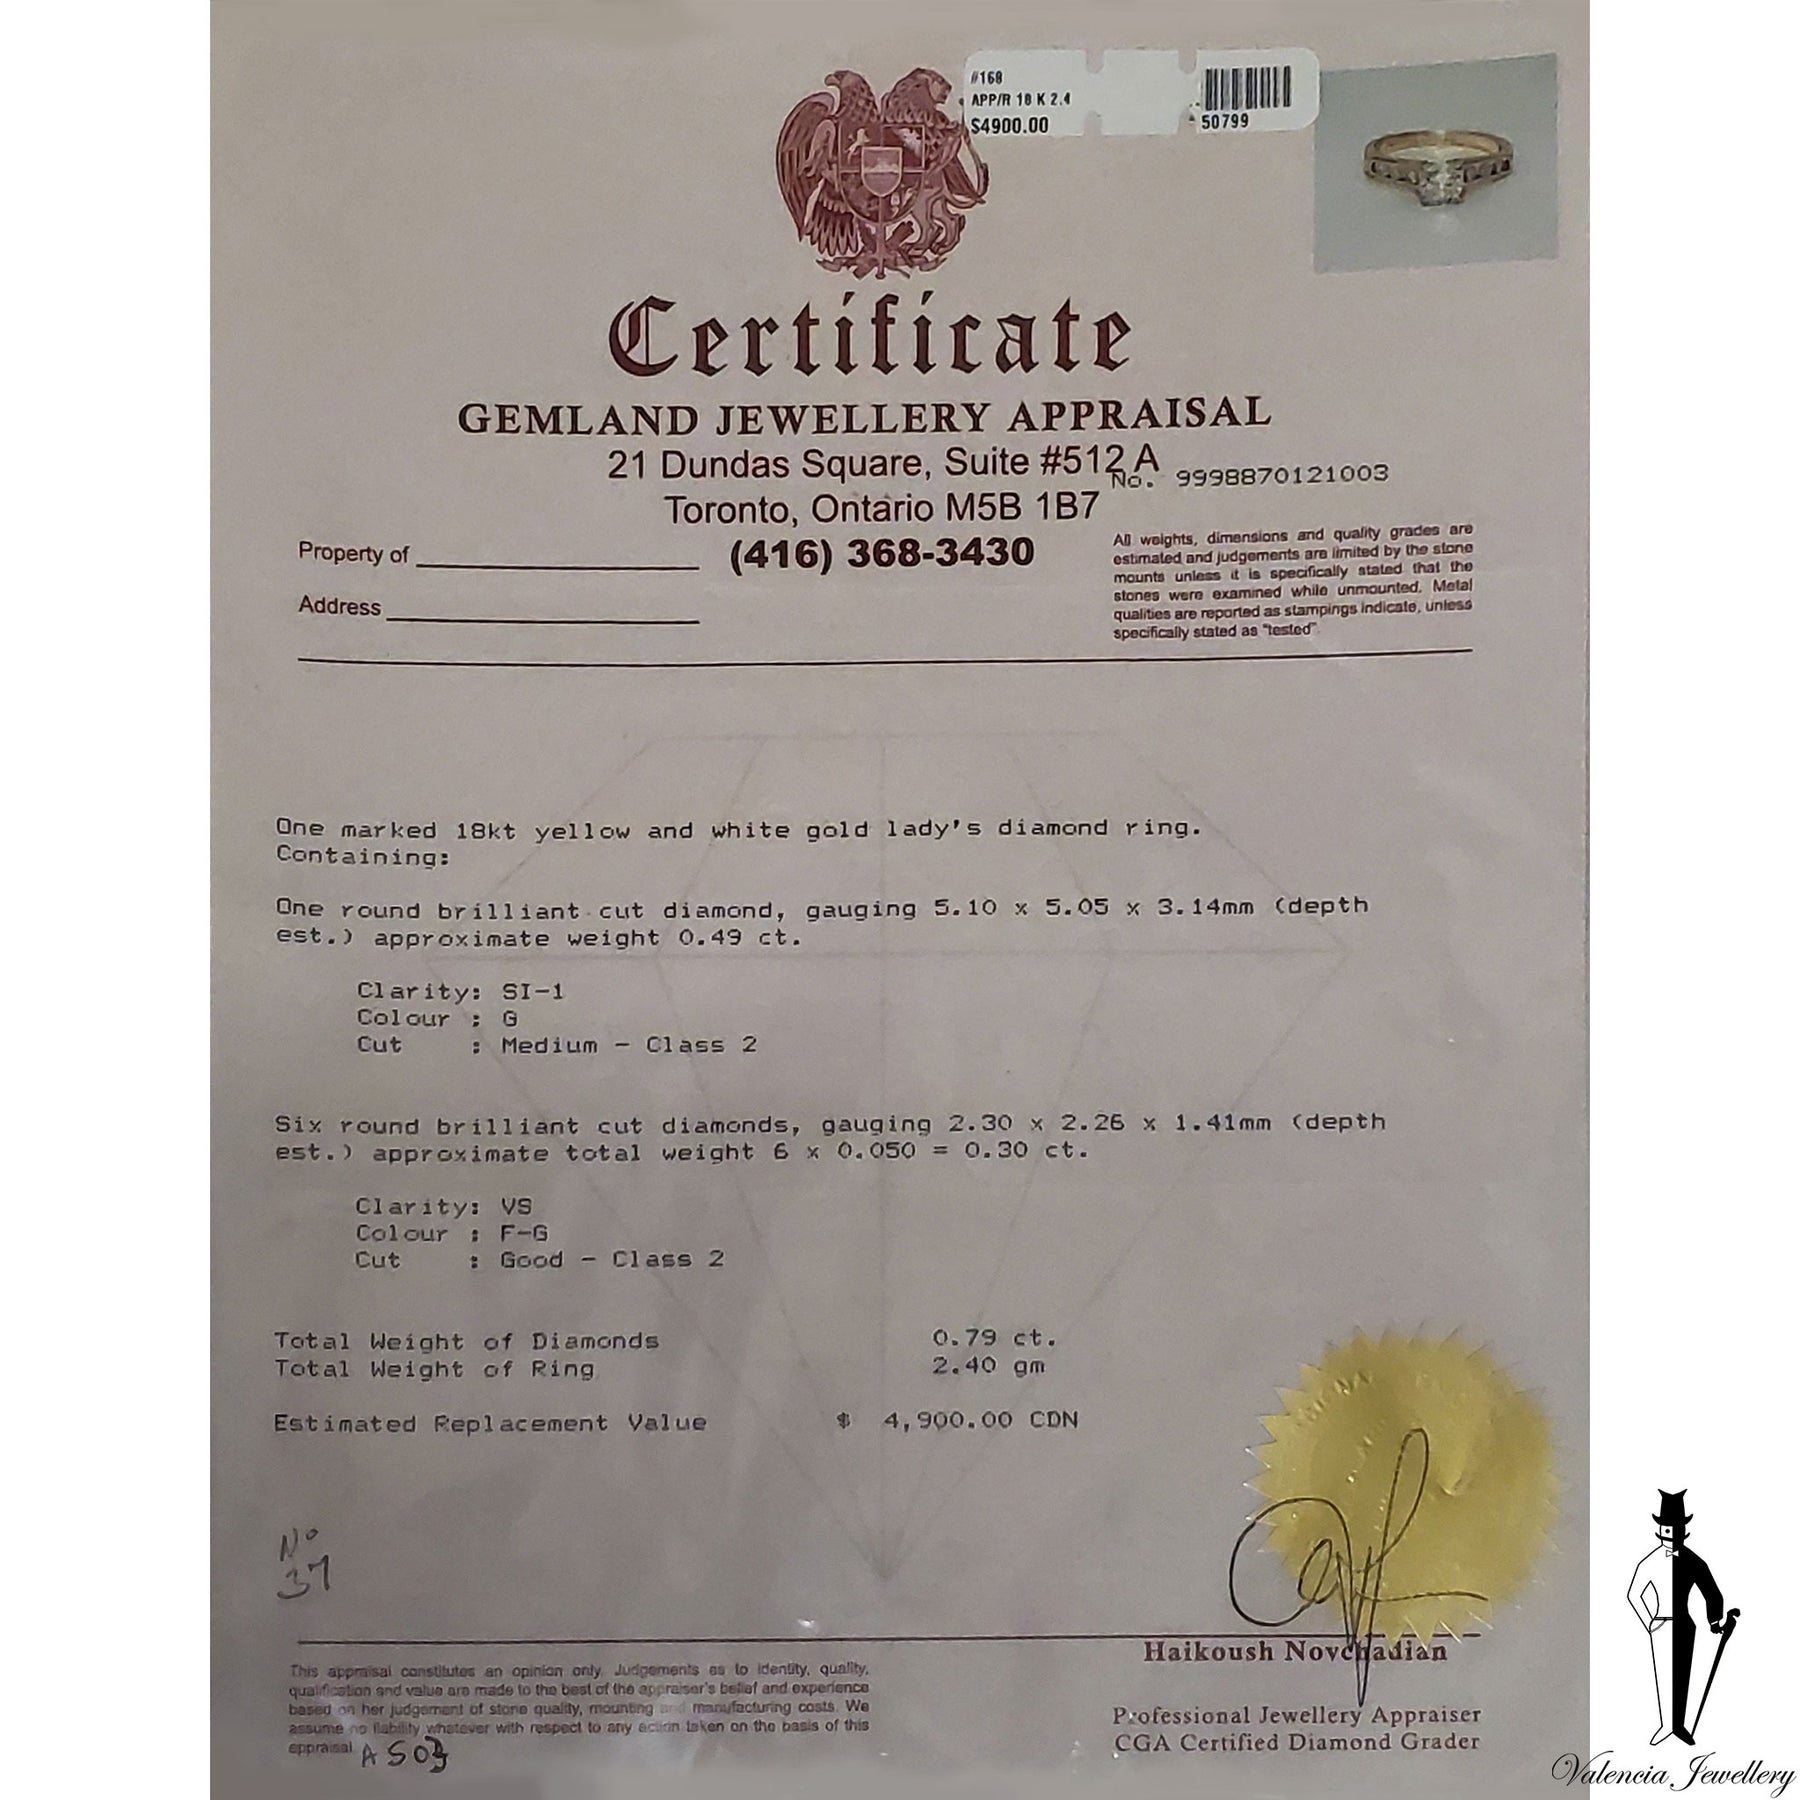 #168
APP/R 18 K 2.4
$4900.00
50799
Certificate
GEMLAND JEWELLERY APPRAISAL
21 Dundas Square, Suite #512 A
No. 9998870121003
Toronto, Ontario M5B 1B7
(416) 368-3430
Property of
Address
All weights, dimensions and quality grades are
estimated and judgements are limited by the stone
mounts unless it is specifically stated that the
stones were examined while unmounted. Metal
qualities are reported as stampings indicate, unless
specifically stated as "tested"
One marked 18kt yellow and white gold lady's diamond ring.
Containing:
One round brilliant cut diamond, gauging 5.10 x 5.05 x 3.14mm (depth
est.) approximate weight 0.49 ct.
Clarity: SI-1
Colour : G
Cut : Medium - Class 2
Six round brilliant cut diamonds, gauging 2.30 x 2.26 x 1.41mm (depth
est.) approximate total weight 6 x 0.050 = 0.30 ct.
Clarity: VS
Colour : F-G
Cut : Good - Class 2
Total Weight of Diamonds 0.79 ct.
Total Weight of Ring 2.40 gm
Estimated Replacement Value $ 4,900.00 CDN
No
37
Haikoush Novchadian
Professional Jewellery Appraiser
CGA Certified Diamond Grader
This appraisal constitutes an opinion only. Judgements as to identity, quality,
qualification and value are made to the best of the appraiser's belief and experience
based on her judgement of stone quality, mounting and manufacturing costs. We
assume no liability whatever with respect to any action taken on the basis of this
appraisal
A 503
Valencia Jewellery